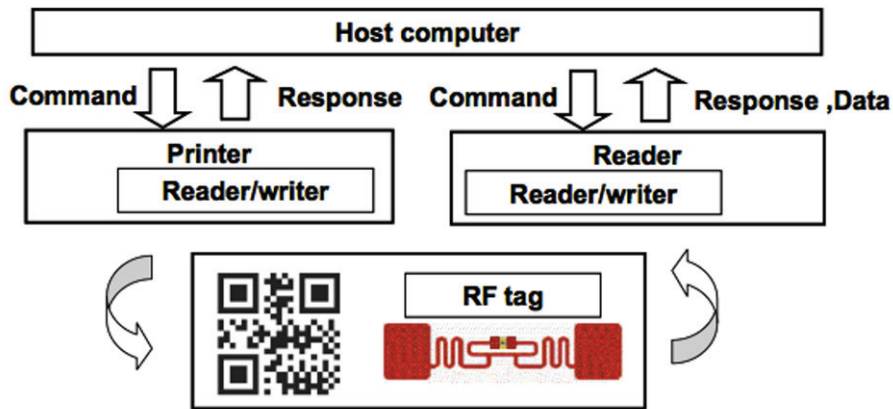 Host computer
Command
Response
Command
Response ,Data
Printer
Reader/writer
Reader
Reader/writer
RF tag